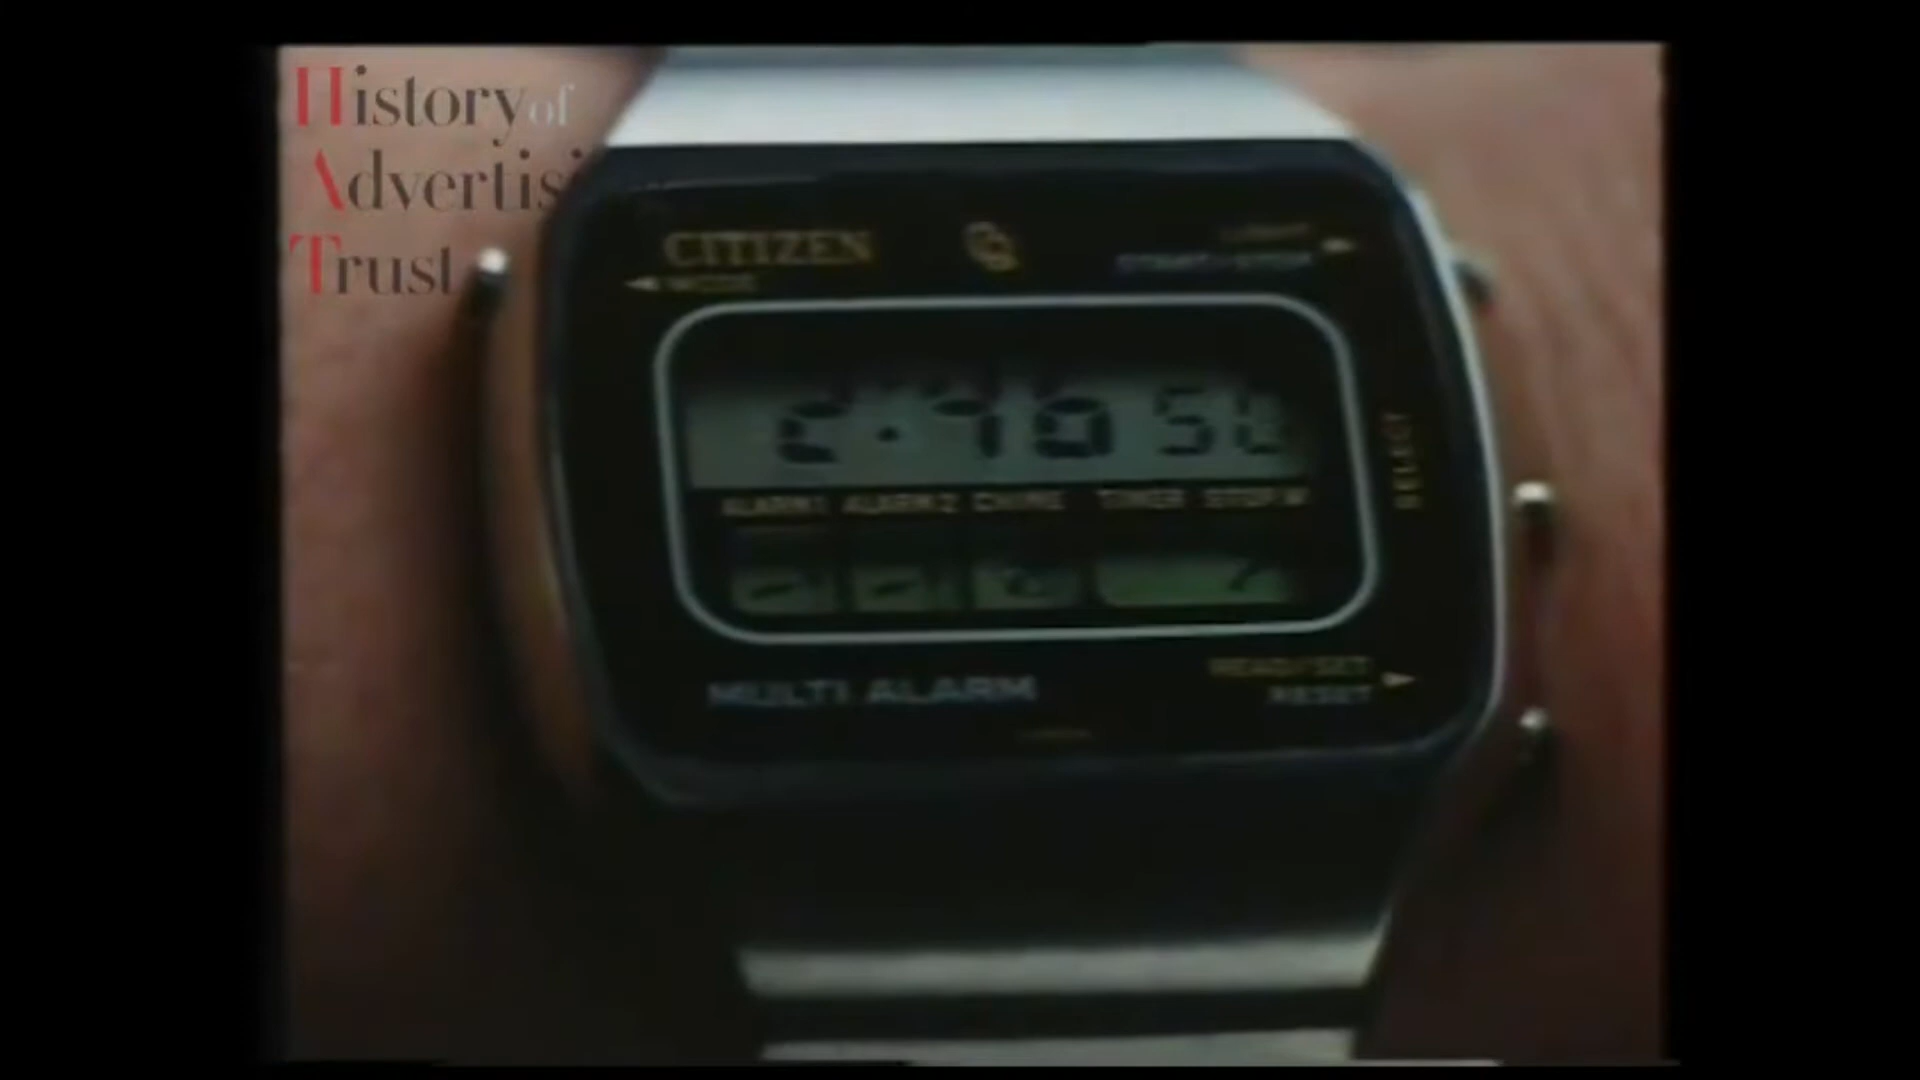 History of
Advertisi
Trust
CITIZEN
MODE
START/STOP
SELECT
ALARM1 ALARM2 CHIME TIMER STOP W
MULTI ALARM
READ/SET
RESET